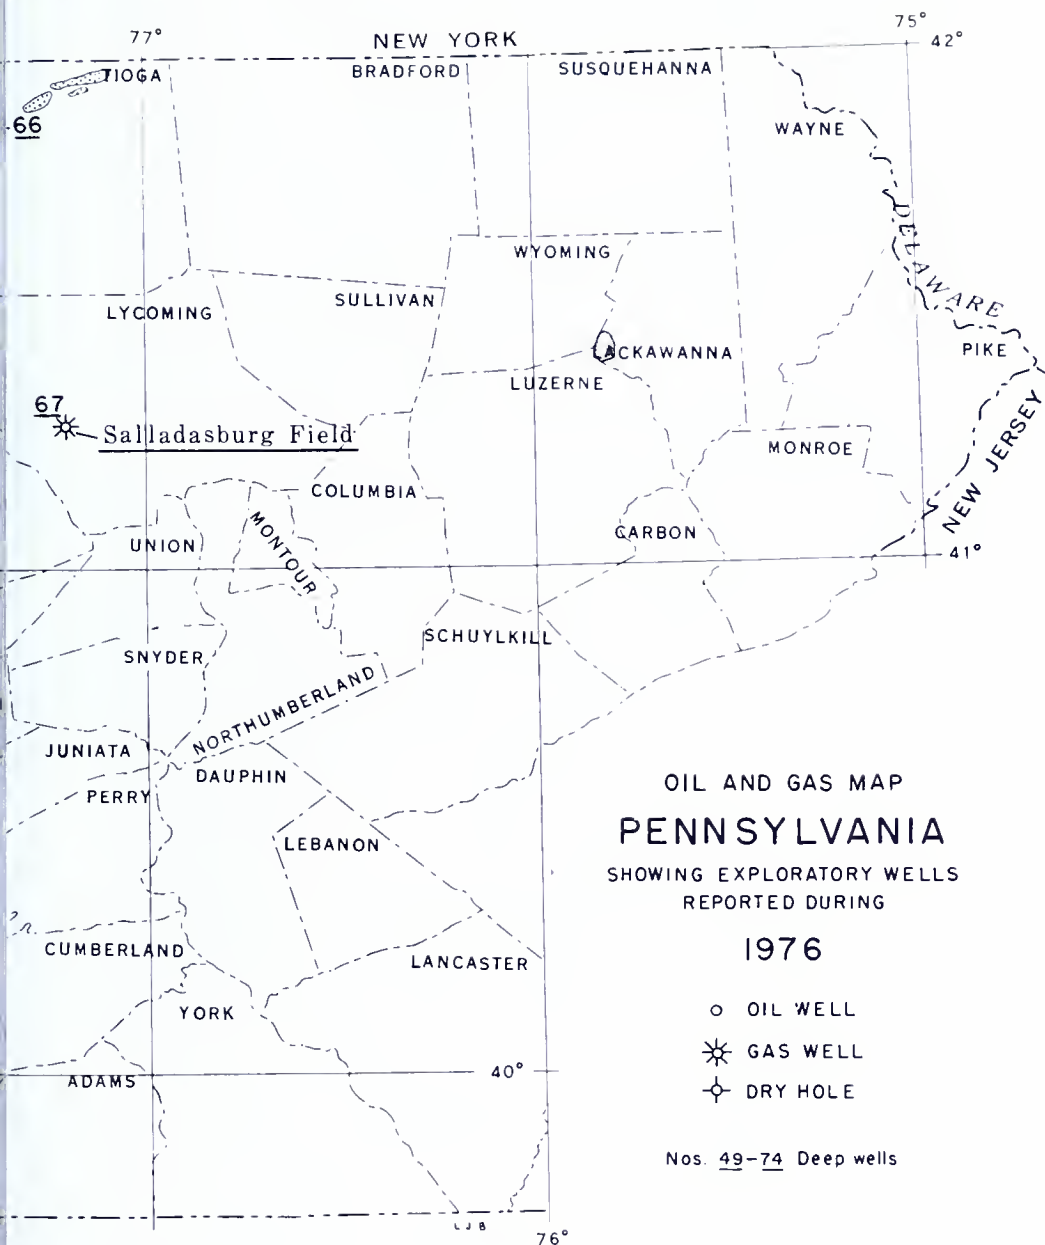 77°
75°
NEW YORK
42°
TIOGA
BRADFORD
SUSQUEHANNA
66
WAYNE
DELAWARE
WYOMING
LYCOMING
SULLIVAN
LACKAWANNA
PIKE
LUZERNE
67
Salladasburg Field
MONROE
NEW JERSEY
COLUMBIA
UNION
MONTOUR
CARBON
41°
SCHUYLKILL
SNYDER
NORTHUMBERLAND
JUNIATA
DAUPHIN
PERRY
LEBANON
CUMBERLAND
LANCASTER
YORK
ADAMS
40°
OIL AND GAS MAP
PENNSYLVANIA
SHOWING EXPLORATORY WELLS
REPORTED DURING
1976
OIL WELL
GAS WELL
DRY HOLE
Nos. 49-74 Deep wells
LJB
76°